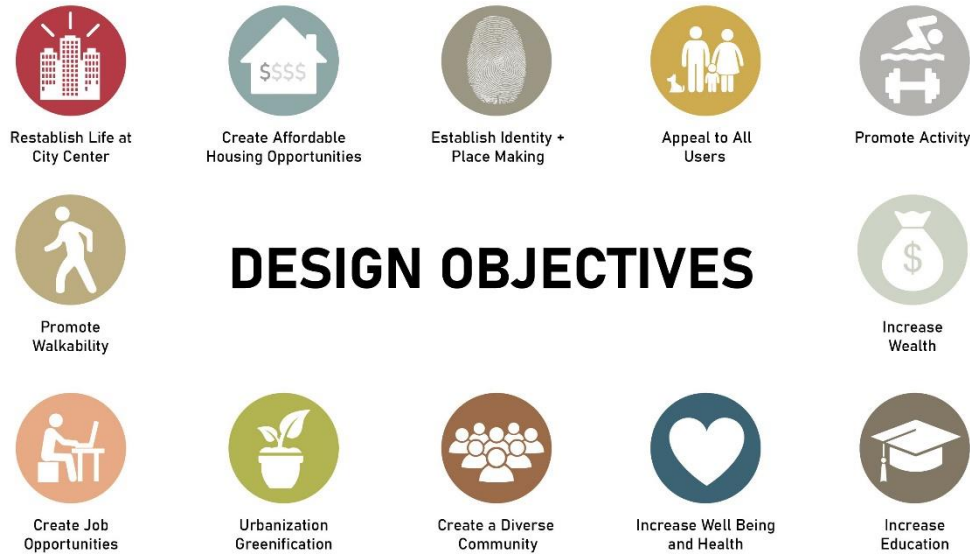 $$$$
Restablish Life at
City Center
Create Affordable
Housing Opportunities
Establish Identity +
Place Making
Appeal to All
Users
Promote Activity
Promote
Walkability
DESIGN OBJECTIVES
$
Increase
Wealth
Create Job
Opportunities
Urbanization
Greenification
Create a Diverse
Community
Increase Well Being
and Health
Increase
Education